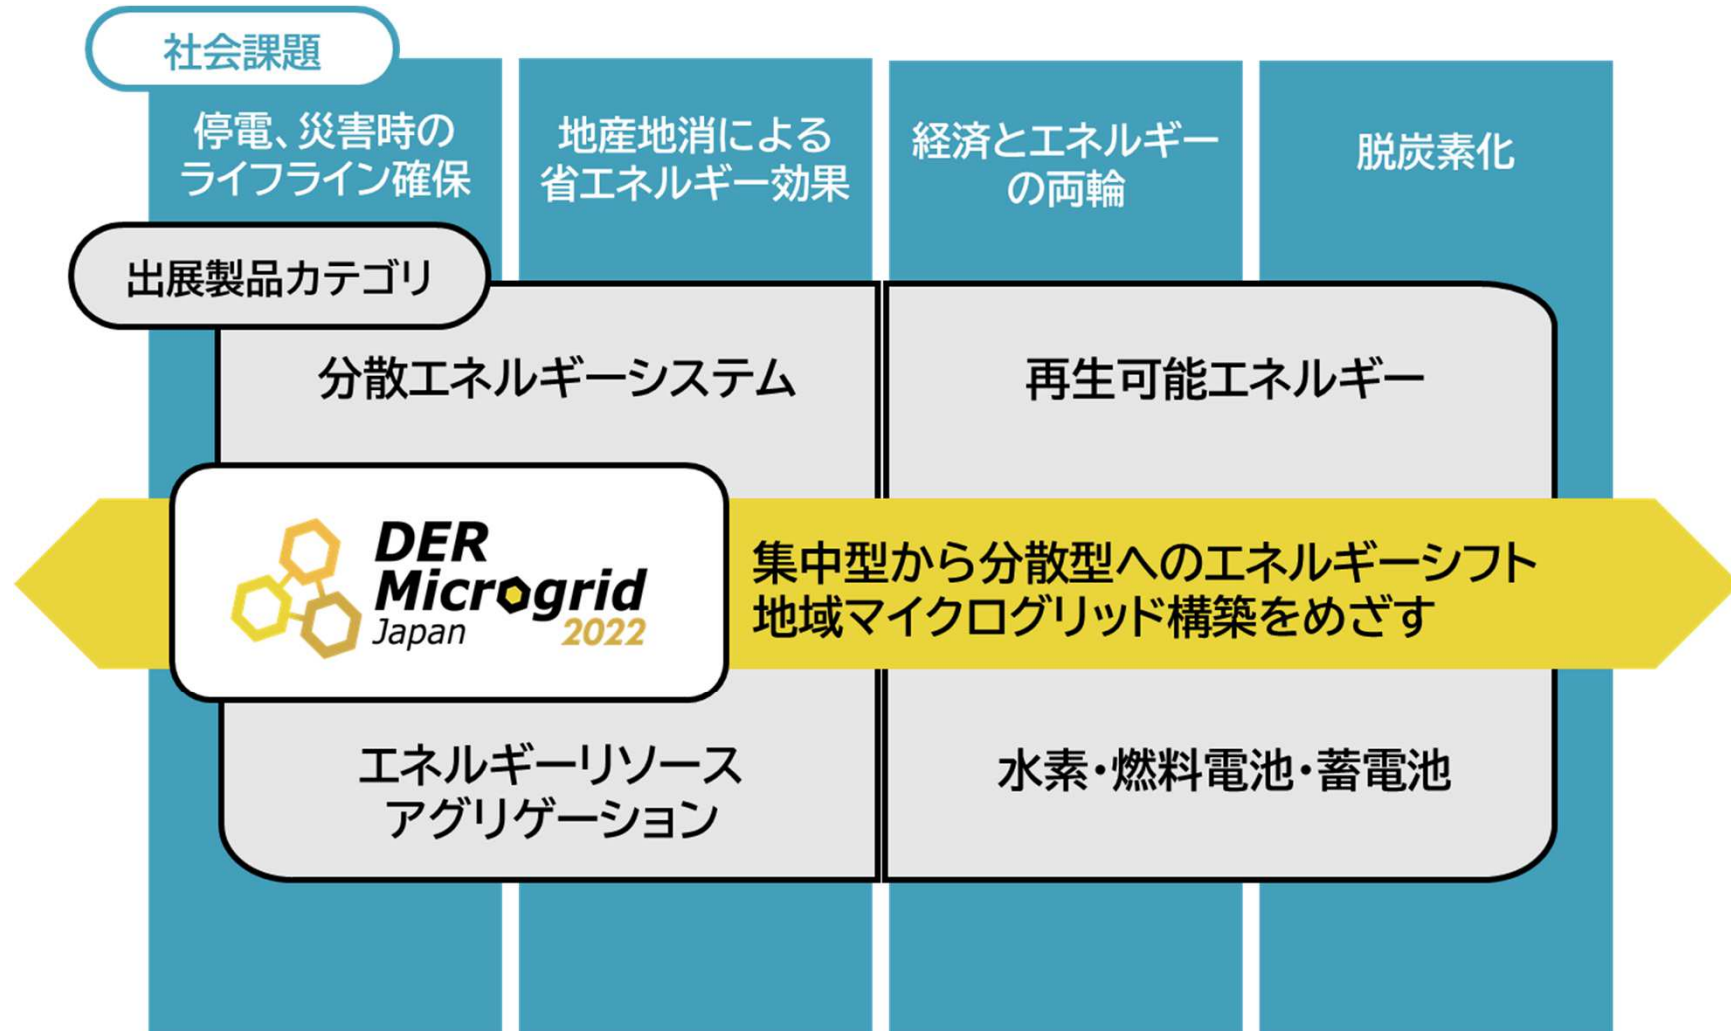 社会課題
停電、災害時の
ライフライン確保
地産地消による
省エネルギー効果
経済とエネルギー
の両輪
脱炭素化
出展製品カテゴリ
分散エネルギーシステム
再生可能エネルギー
DER
Microgrid
Japan 2022
集中型から分散型へのエネルギーシフト
地域マイクログリッド構築をめざす
エネルギーリソース
アグリゲーション
水素・燃料電池・蓄電池